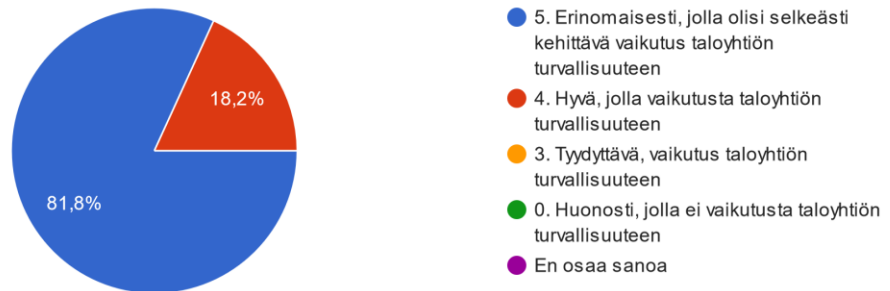 18,2%
81,8%
5. Erinomaisesti, jolla olisi selkeästi
kehittävä vaikutus taloyhtiön
turvallisuuteen
4. Hyvä, jolla vaikutusta taloyhtiön
turvallisuuteen
3. Tyydyttävä, vaikutus taloyhtiön
turvallisuuteen
0. Huonosti, jolla ei vaikutusta taloyhtiön
turvallisuuteen
En osaa sanoa